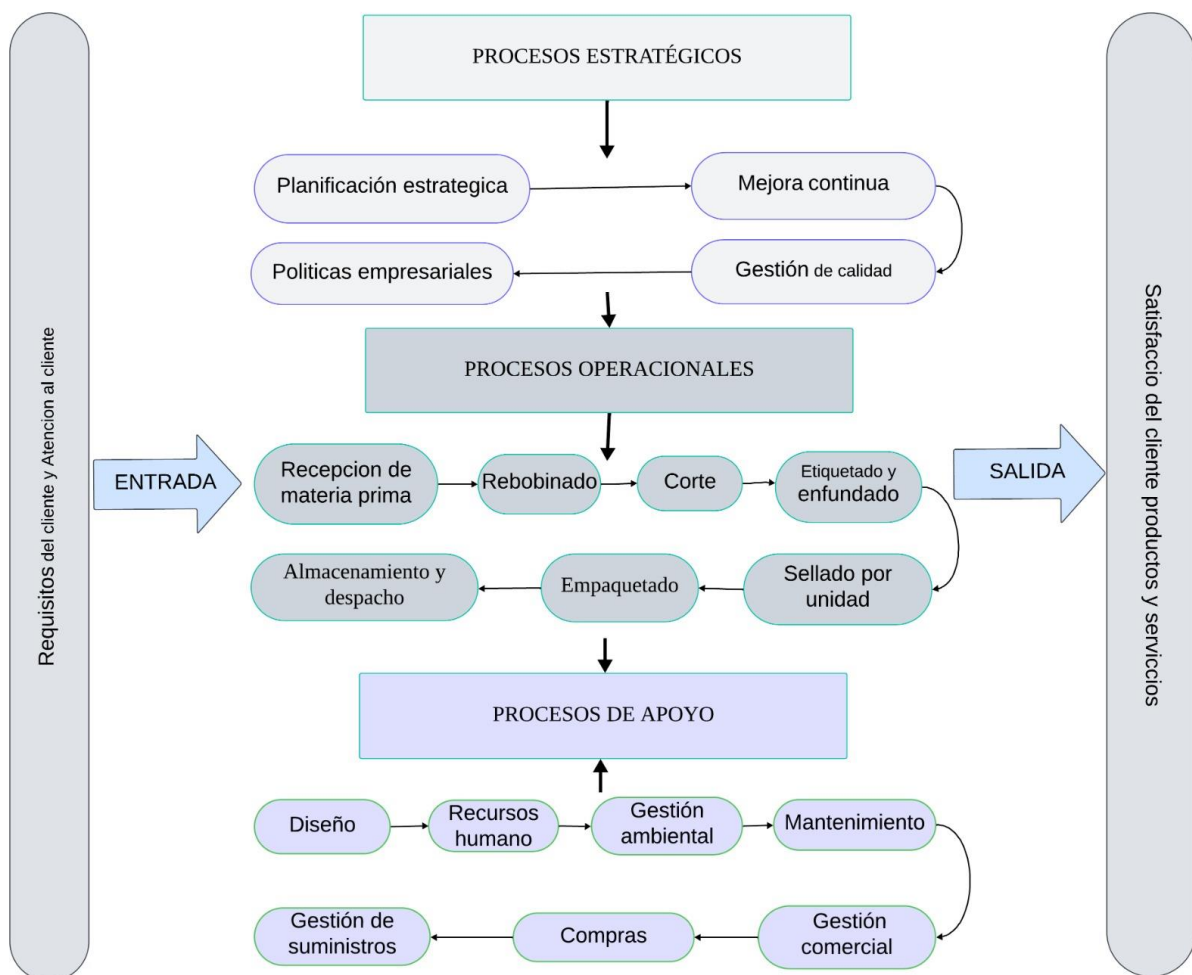 PROCESOS ESTRATÉGICOS
Planificación estrategica
Mejora continua
Politicas empresariales
Gestión de calidad
PROCESOS OPERACIONALES
Requisitos del cliente y Atencion al cliente
ENTRADA
Recepcion de
materia prima
Rebobinado
Corte
Etiquetado y
enfundado
SALIDA
Satisfaccio del cliente productos y serviccios
Almacenamiento y
despacho
Empaquetado
Sellado por
unidad
PROCESOS DE APOYO
Diseño
Recursos
humano
Gestión
ambiental
Mantenimiento
Gestión de
suministros
Compras
Gestión
comercial